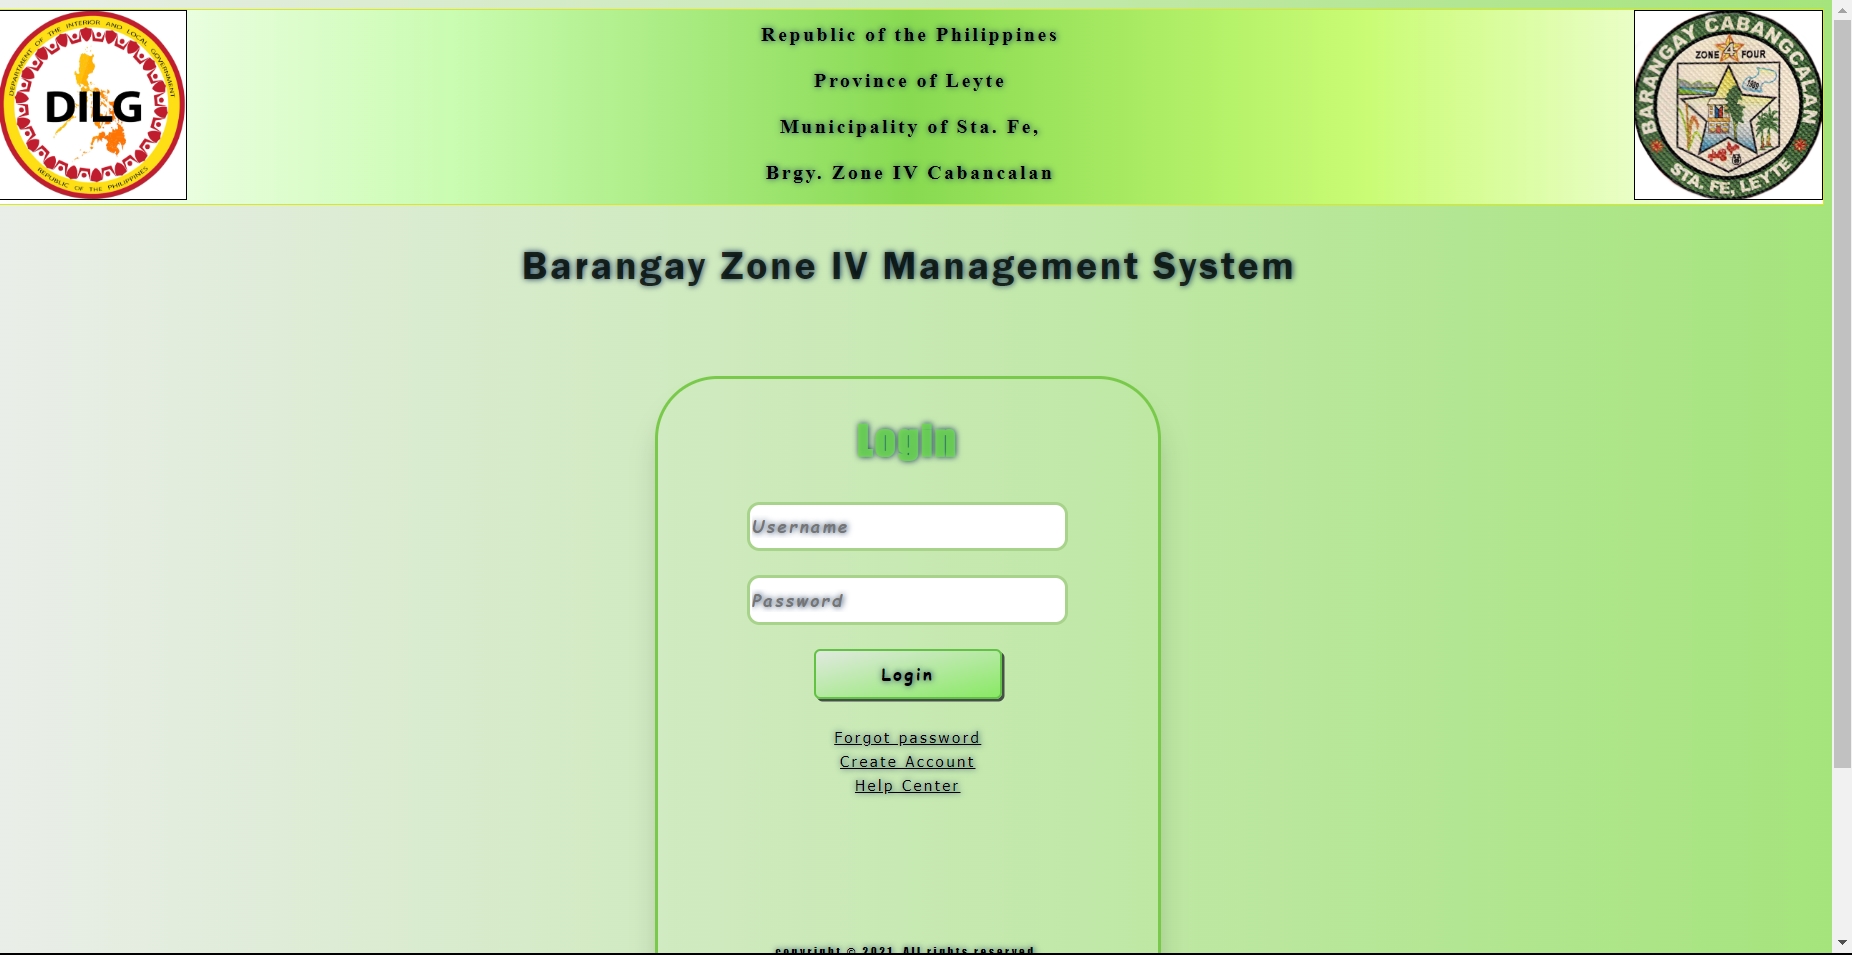 DEPARTMENT OF THE INTERIOR AND LOCAL GOVERNMENT
DILG
REPUBLIC OF THE PHILIPPINES
Republic of the Philippines
Province of Leyte
Municipality of Sta. Fe,
Brgy. Zone IV Cabancalan
BARANGAY CABANGCALAN
ZONE 4 FOUR
STA. FE, LEYTE
Barangay Zone IV Management System
Login
Username
Password
Login
Forgot password
Create Account
Help Center
copyright © 2021. All rights reserved